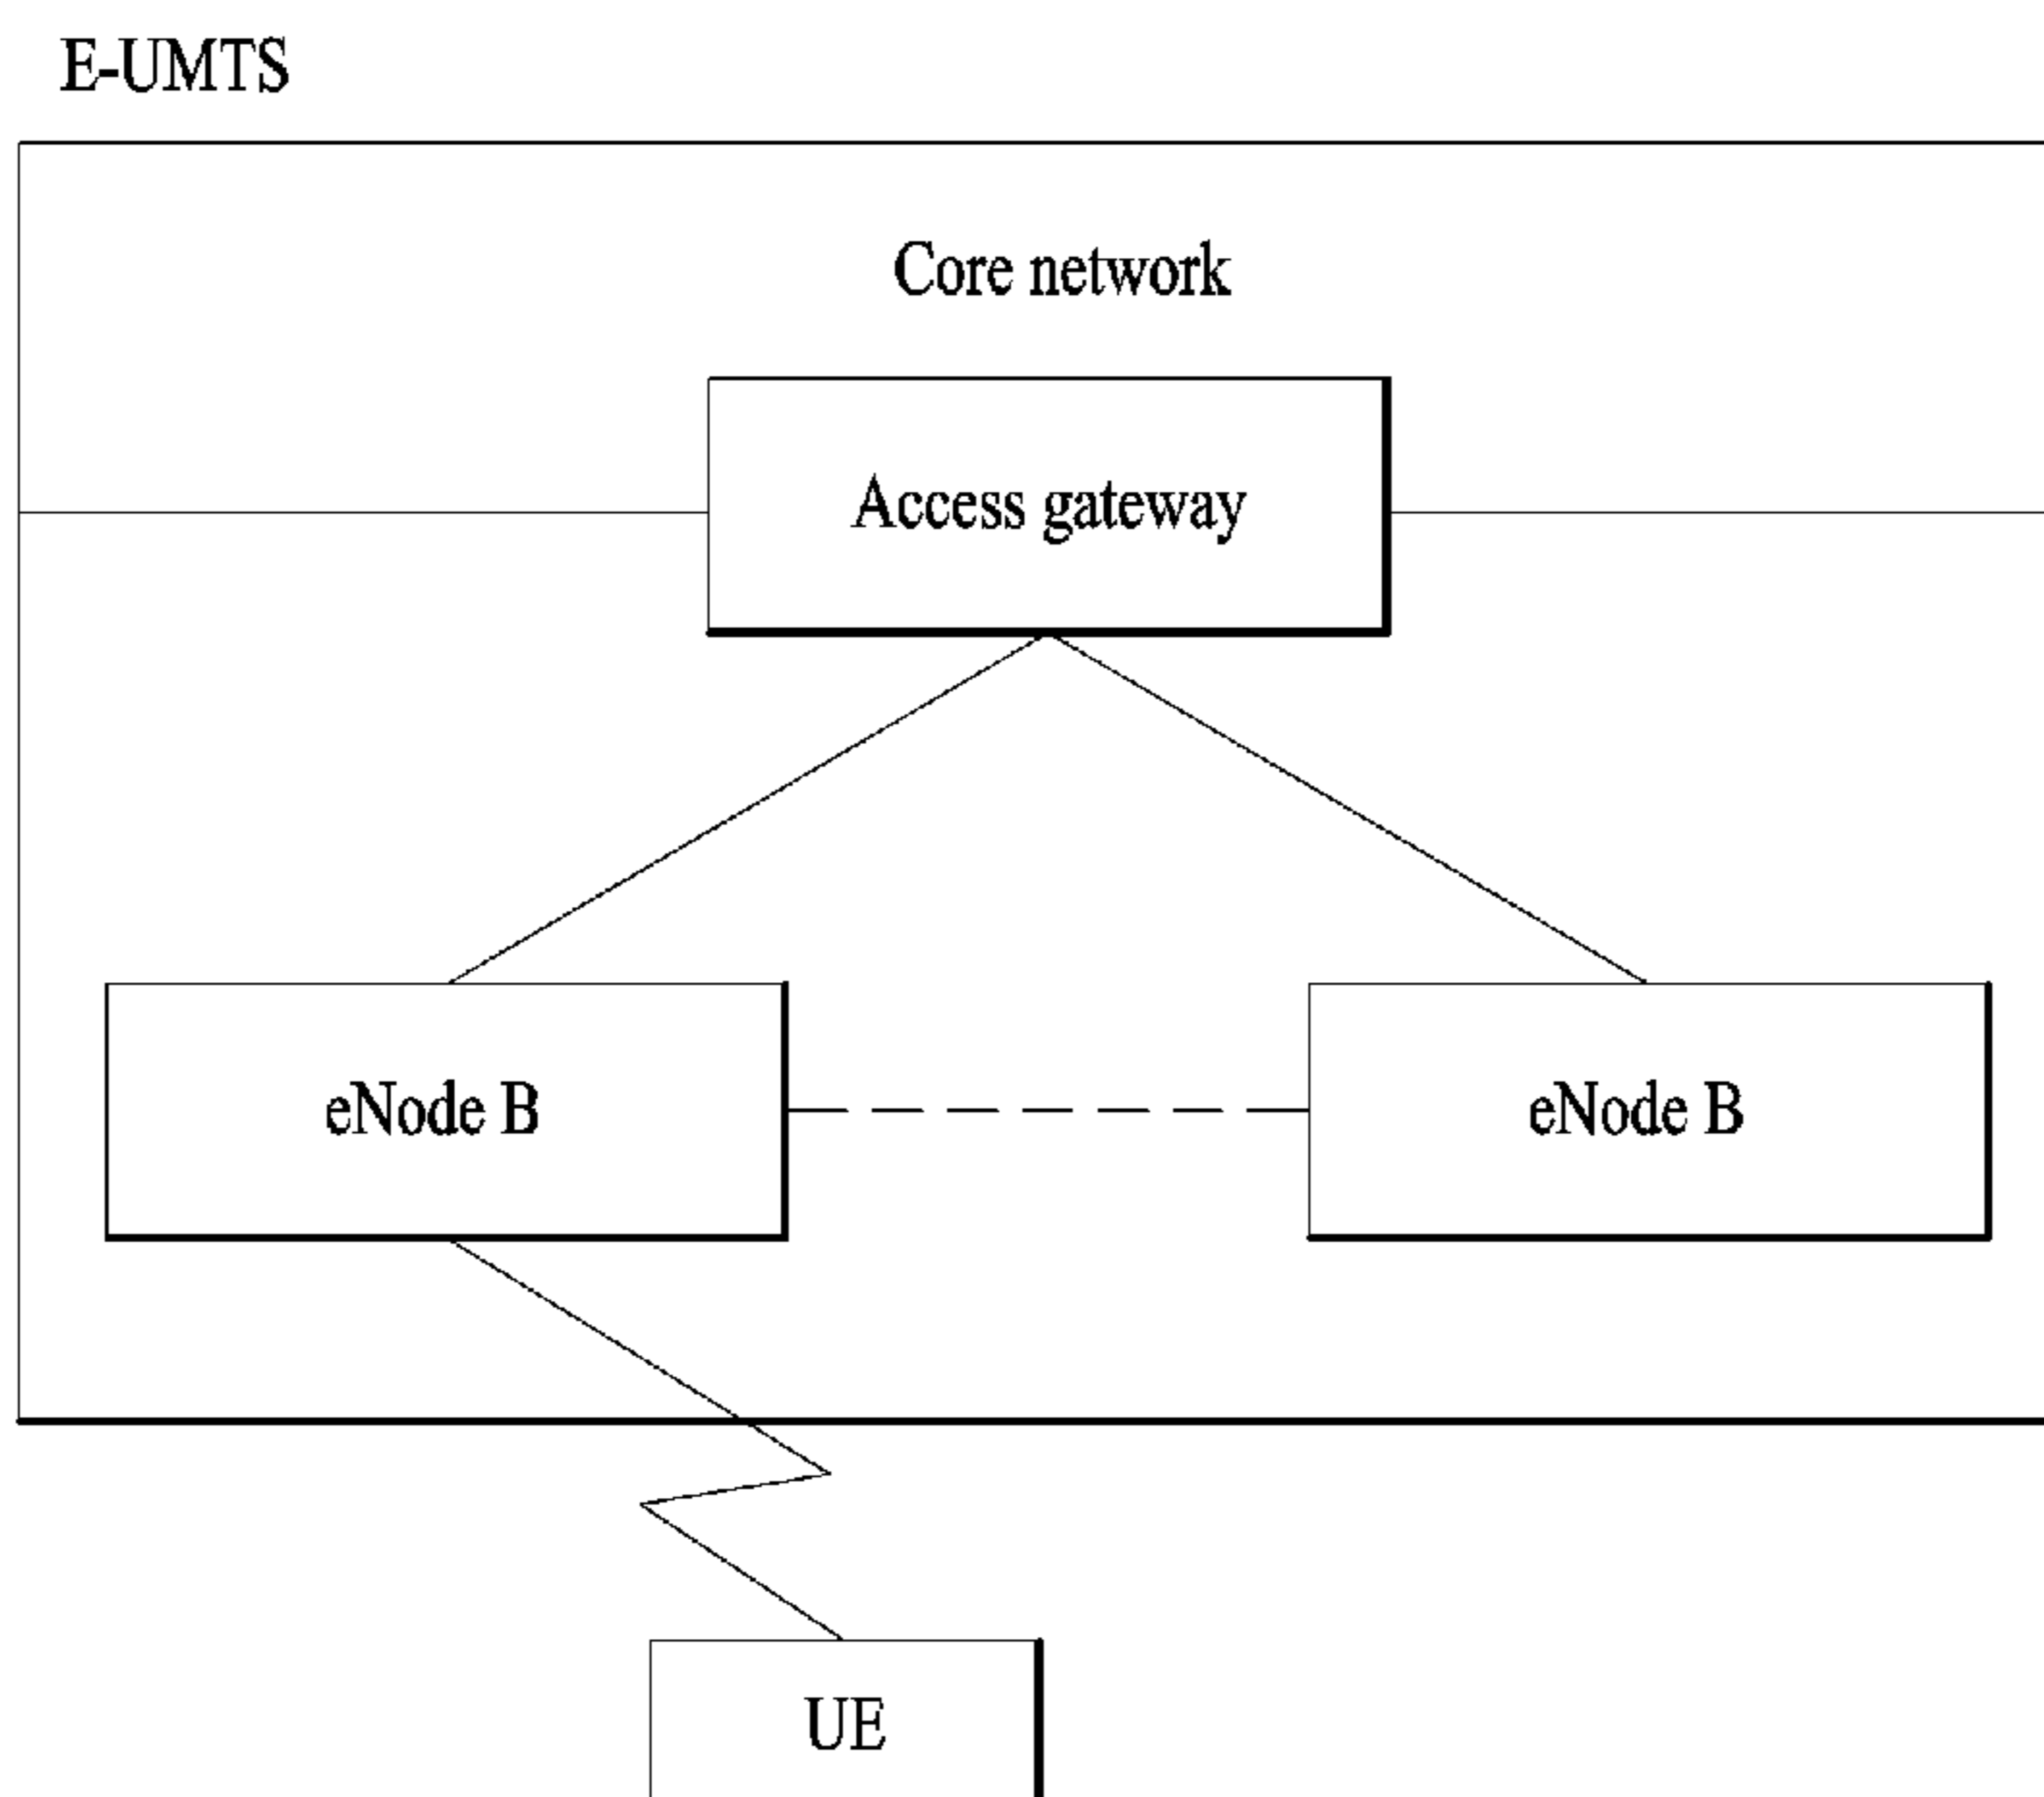 E-UMTS
Core network
Access gateway
eNode B
eNode B
UE